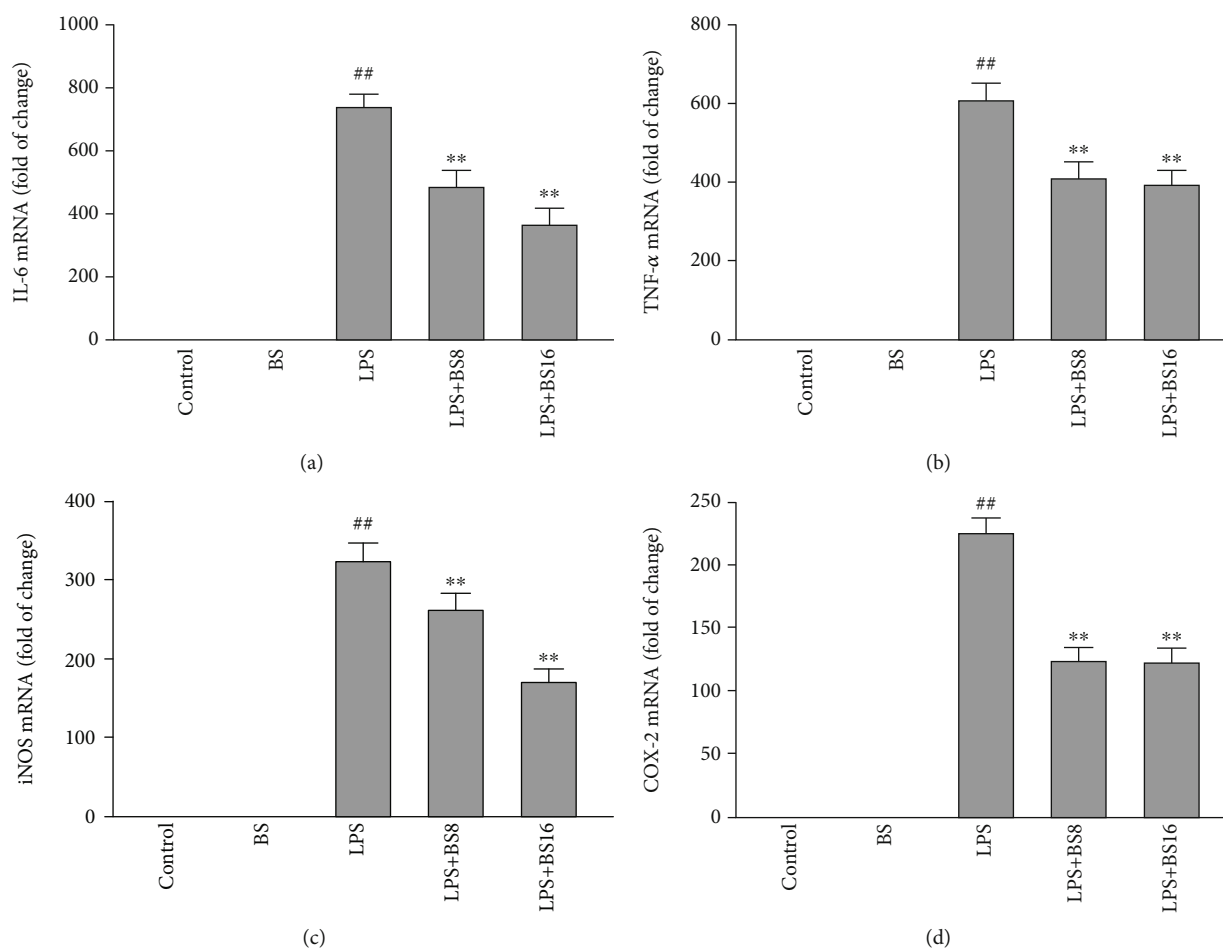 IL-6 mRNA (fold of change)
1000
800
600
400
200
0
##
**
**
Control
BS
LPS
LPS+BS8
LPS+BS16
(a)
TNF-α mRNA (fold of change)
800
600
400
200
0
##
**
**
Control
BS
LPS
LPS+BS8
LPS+BS16
(b)
iNOS mRNA (fold of change)
400
300
200
100
0
##
**
**
Control
BS
LPS
LPS+BS8
LPS+BS16
(c)
COX-2 mRNA (fold of change)
250
200
150
100
50
0
##
**
**
Control
BS
LPS
LPS+BS8
LPS+BS16
(d)